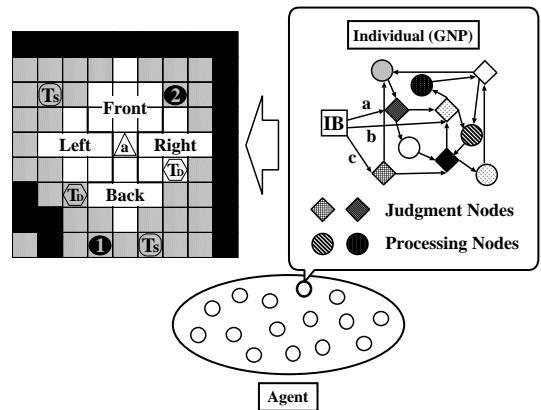 Individual (GNP)
Ts
2
Front
a
IB
b
Left
a
Right
c
TD
TD
Back
Judgment Nodes
1
Ts
Processing Nodes
Agent